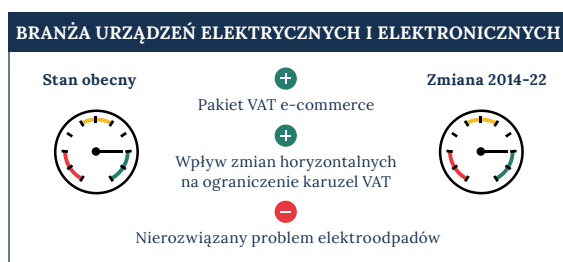 BRANŻA URZĄDZEŃ ELEKTRYCZNYCH I ELEKTRONICZNYCH
Stan obecny
Zmiana 2014-22
Pakiet VAT e-commerce
Wpływ zmian horyzontalnych
na ograniczenie karuzel VAT
Nierozwiązany problem elektroodpadów